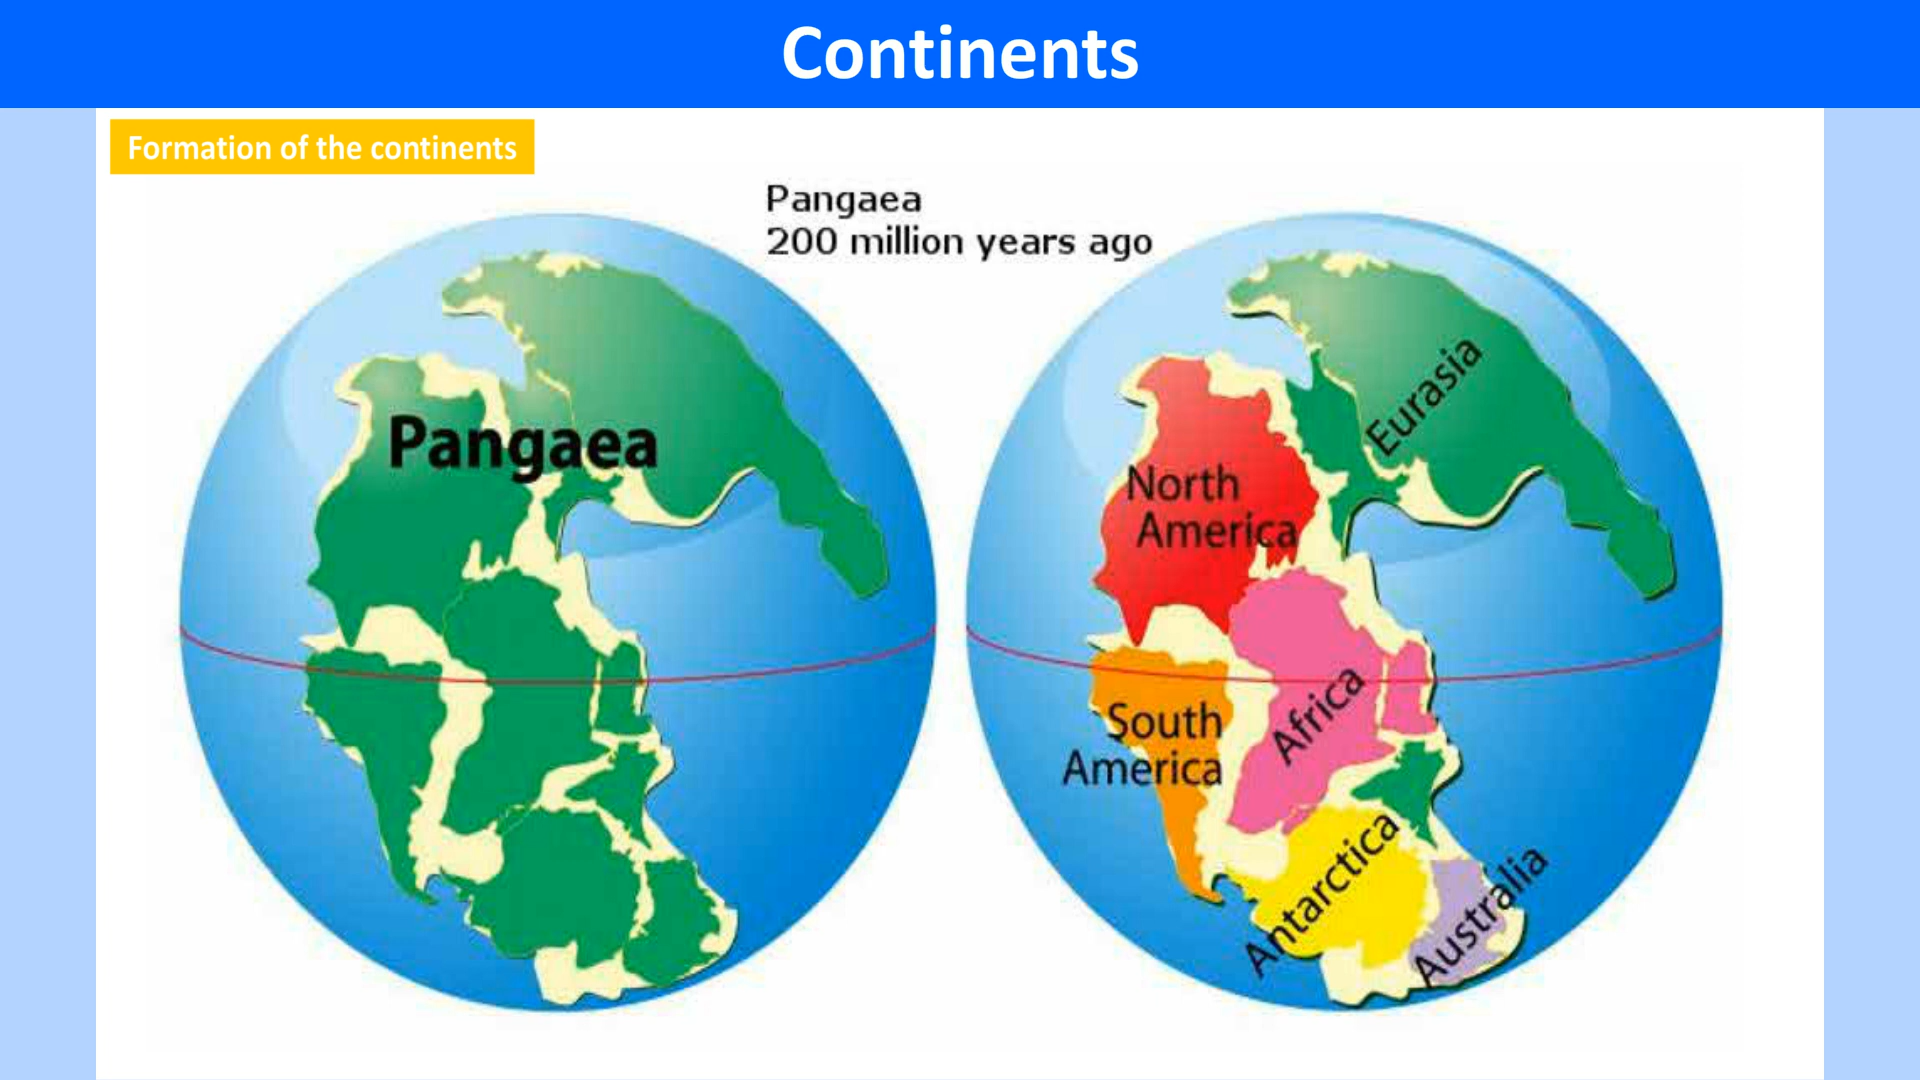 Continents
Formation of the continents
Pangaea
200 million years ago
Pangaea
Eurasia
North
America
South
America
Africa
Antarctica
Australia